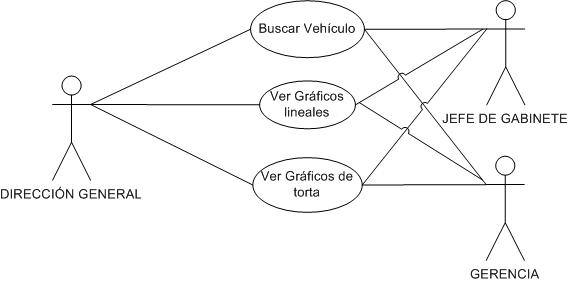 Buscar Vehículo
Ver Gráficos
lineales
JEFE DE GABINETE
Ver Gráficos de
torta
DIRECCIÓN GENERAL
GERENCIA